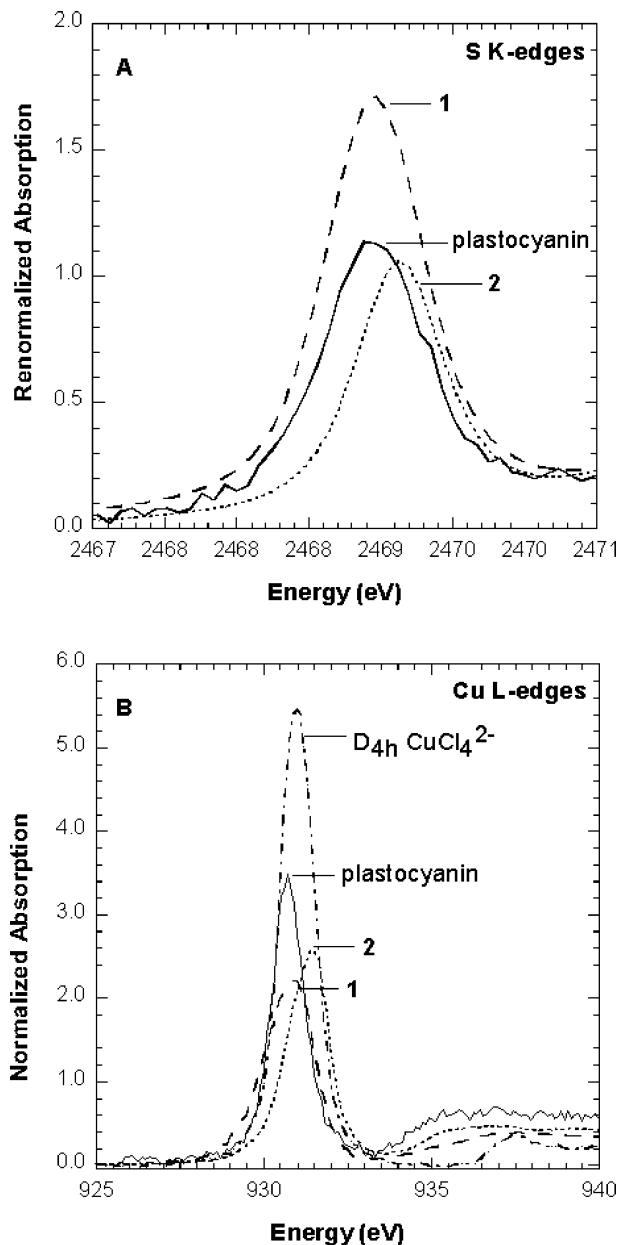 2.0
A
S K-edges
1
1.5
plastocyanin
1.0
2
0.5
0.0
2467 2468 2468 2468 2469 2470 2470 2471
Renormalized Absorption
Energy (eV)
6.0
B
Cu L-edges
5.0
D4h CuCl4 2-
4.0
plastocyanin
3.0
2
1
2.0
1.0
0.0
925 930 935 940
Normalized Absorption
Energy (eV)